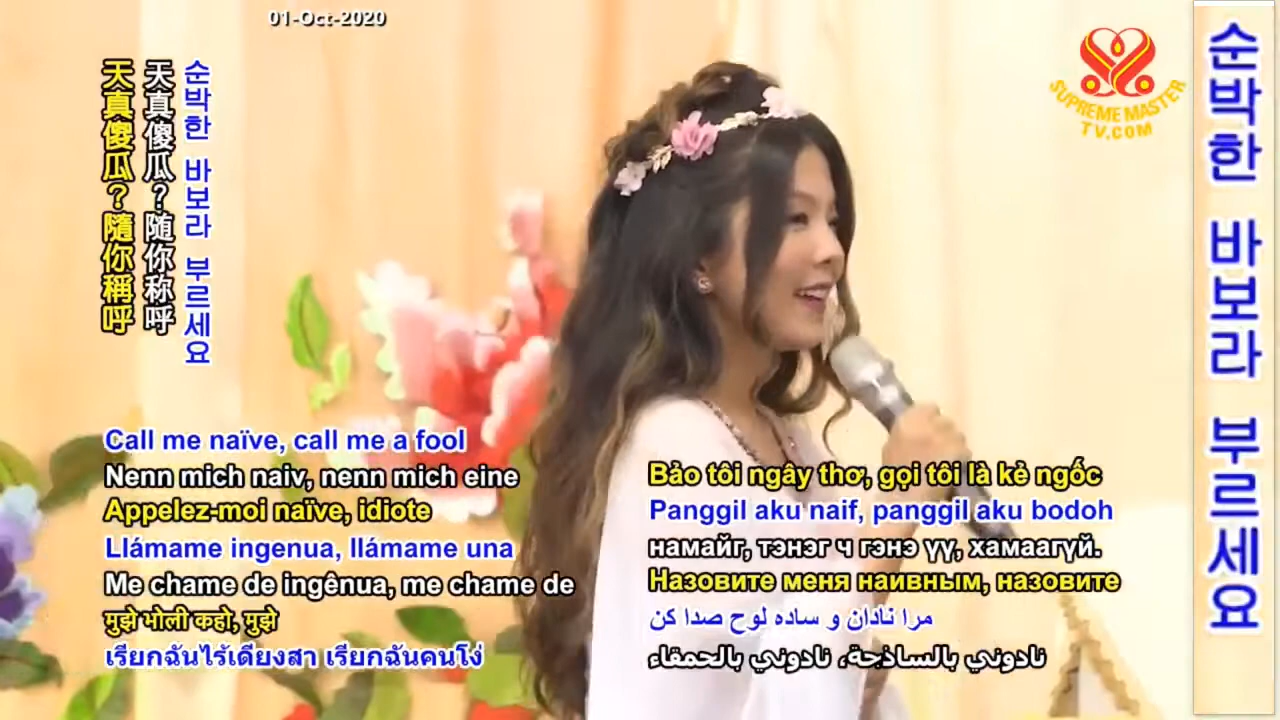 01-Oct-2020
SUPREME MASTER
TV.COM
순박한 바보라 부르세요
순박한 바보라 부르세요
天真傻瓜？随你称呼
天真傻瓜？隨你稱呼
Call me naïve, call me a fool
Nenn mich naiv, nenn mich eine
Appelez-moi naïve, idiote
Llámame ingenua, llámame una
Me chame de ingênua, me chame de
मुझे भोली कहो, मुझे
เรียกฉันไร้เดียงสา เรียกฉันคนโง่
Bảo tôi ngây thơ, gọi tôi là kẻ ngốc
Panggil aku naif, panggil aku bodoh
намайг, тэнэг ч гэнэ үү, хамаагүй.
Назовите меня наивным, назовите
مرا نادان و ساده لوح صدا کن
نادوني بالساذجة، نادوني بالحمقاء